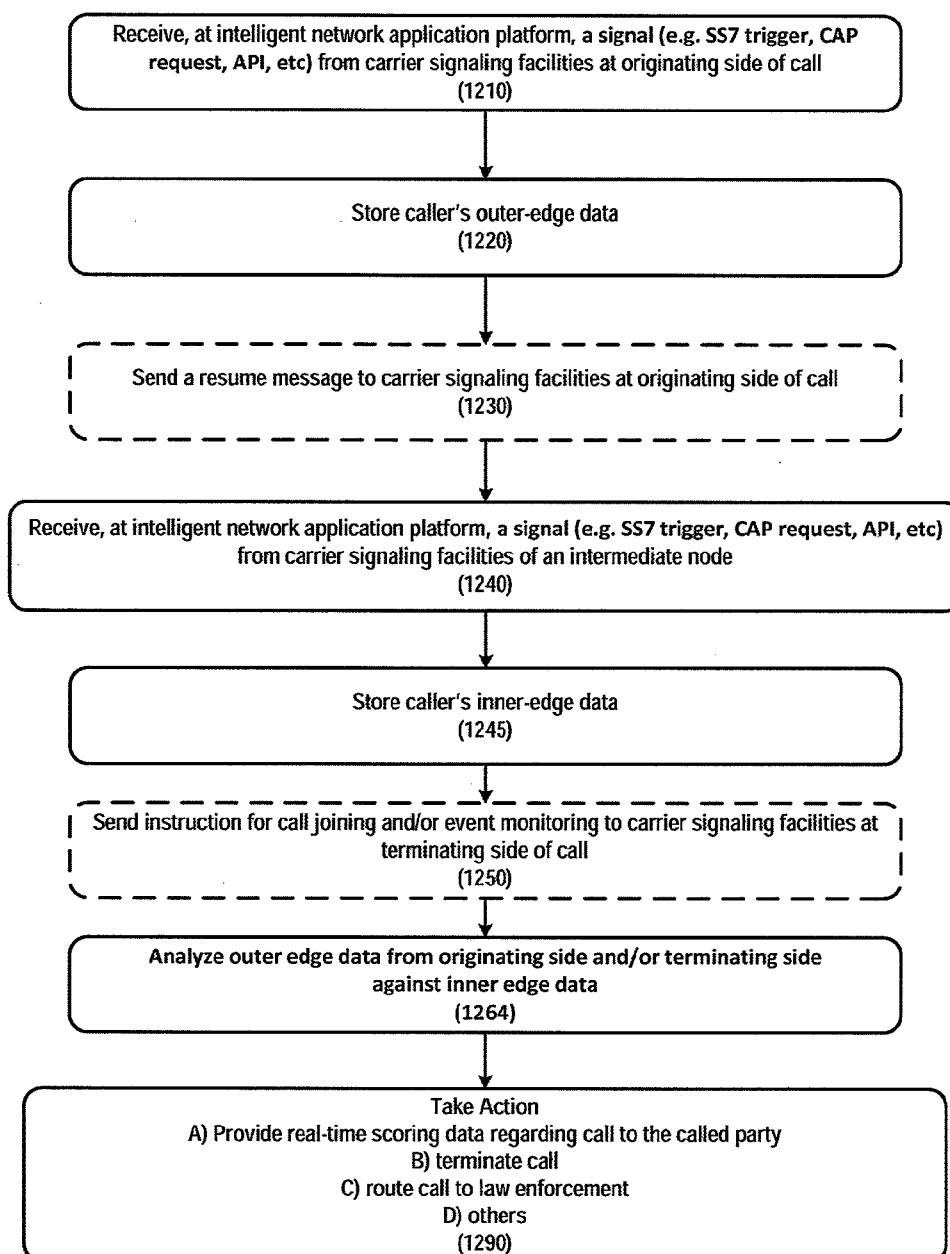 Receive, at intelligent network application platform, a signal (e.g. SS7 trigger, CAP
request, API, etc) from carrier signaling facilities at originating side of call
(1210)
Store caller's outer-edge data
(1220)
Send a resume message to carrier signaling facilities at originating side of call
(1230)
Receive, at intelligent network application platform, a signal (e.g. SS7 trigger, CAP request, API, etc)
from carrier signaling facilities of an intermediate node
(1240)
Store caller's inner-edge data
(1245)
Send instruction for call joining and/or event monitoring to carrier signaling facilities at
terminating side of call
(1250)
Analyze outer edge data from originating side and/or terminating side
against inner edge data
(1264)
Take Action
A) Provide real-time scoring data regarding call to the called party
B) terminate call
C) route call to law enforcement
D) others
(1290)